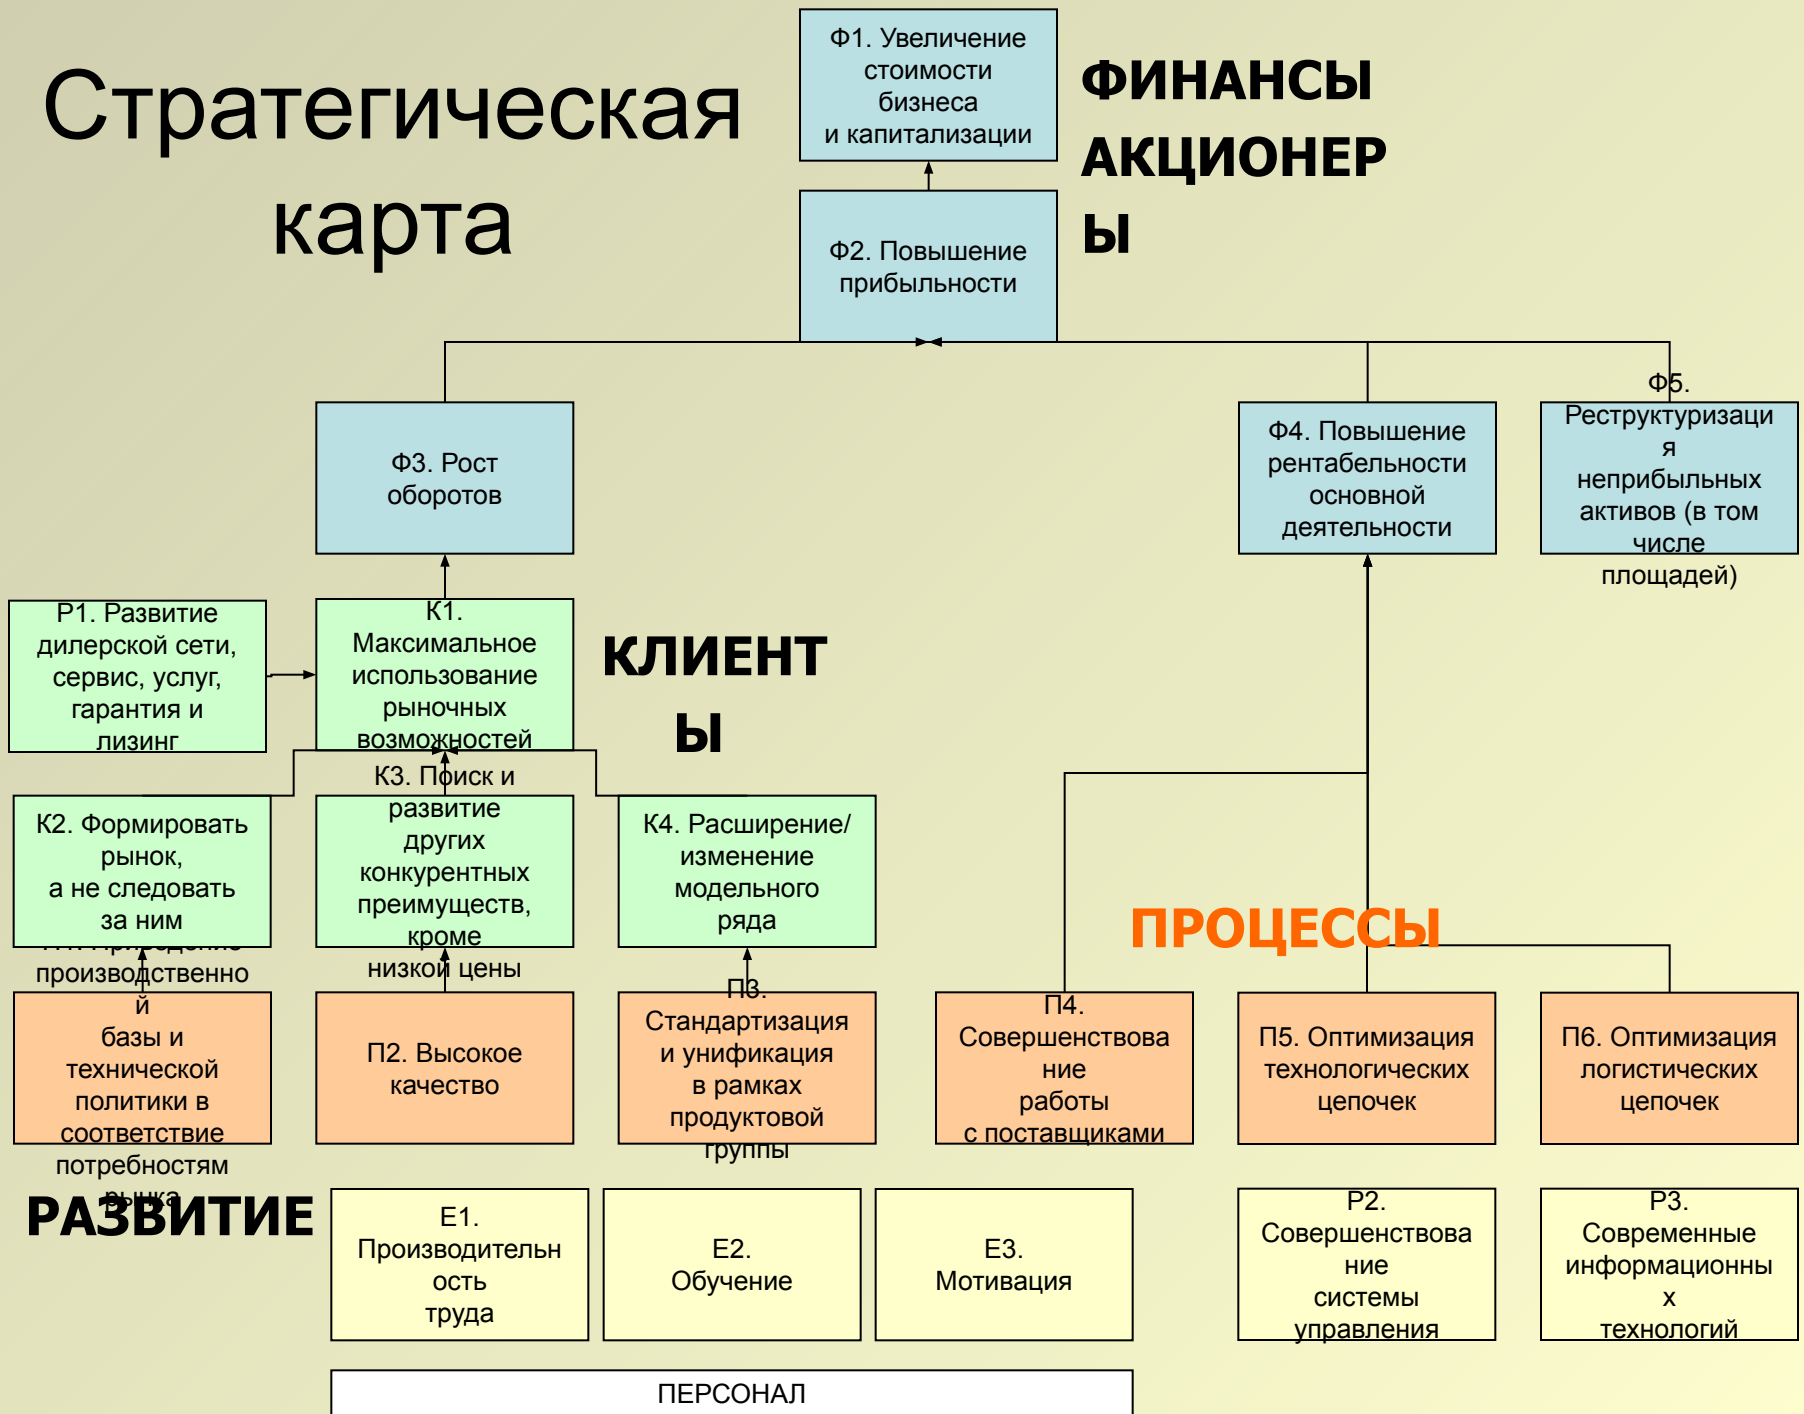 Стратегическая
карта
Ф1. Увеличение
стоимости
бизнеса
и капитализации
ФИНАНСЫ
АКЦИОНЕР
Ы
Ф2. Повышение
прибыльности
Ф3. Рост
оборотов
Ф4. Повышение
рентабельности
основной
деятельности
Ф5.
Реструктуризаци
я
неприбыльных
активов (в том
числе
площадей)
Р1. Развитие
дилерской сети,
сервис, услуг,
гарантия и
лизинг
К1.
Максимальное
использование
рыночных
возможностей
КЛИЕНТ
Ы
К2. Формировать
рынок,
а не следовать
за ним
К3. Поиск и
развитие
других
конкурентных
преимуществ,
кроме
низкой цены
К4. Расширение/
изменение
модельного
ряда
ПРОЦЕССЫ
П1. Приведение
производственно
й
базы и
технической
политики в
соответствие
потребностям
рынка
П2. Высокое
качество
П3.
Стандартизация
и унификация
в рамках
продуктовой
группы
П4.
Совершенствова
ние
работы
с поставщиками
П5. Оптимизация
технологических
цепочек
П6. Оптимизация
логистических
цепочек
РАЗВИТИЕ
Е1.
Производительн
ость
труда
Е2.
Обучение
Е3.
Мотивация
Р2.
Совершенствова
ние
системы
управления
Р3.
Современные
информационны
х
технологий
ПЕРСОНАЛ